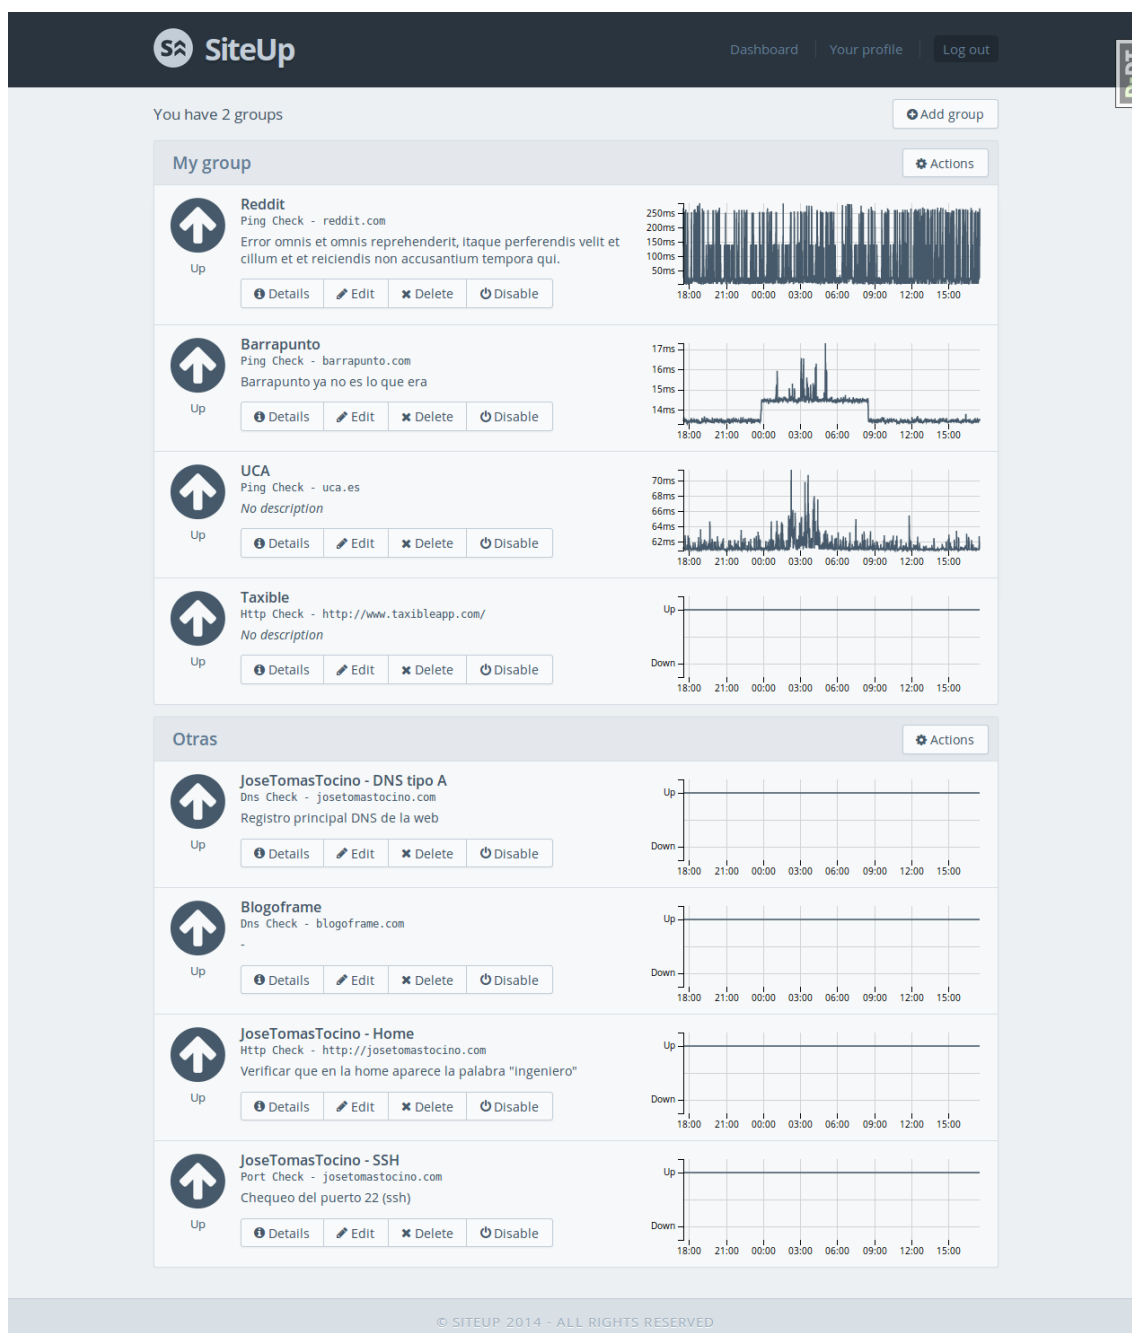 S SiteUp
Dashboard Your profile Log out
DjDT
You have 2 groups
Add group
My group
Actions
Reddit
Ping Check - reddit.com
Error omnis et omnis reprehenderit, itaque perferendis velit et
cillum et et reiciendis non accusantium tempora qui.
Up
Details Edit Delete Disable
250ms
200ms
150ms
100ms
50ms
18:00 21:00 00:00 03:00 06:00 09:00 12:00 15:00
Barrapunto
Ping Check - barrapunto.com
Barrapunto ya no es lo que era
Up
Details Edit Delete Disable
17ms
16ms
15ms
14ms
18:00 21:00 00:00 03:00 06:00 09:00 12:00 15:00
UCA
Ping Check - uca.es
No description
Up
Details Edit Delete Disable
70ms
68ms
66ms
64ms
62ms
18:00 21:00 00:00 03:00 06:00 09:00 12:00 15:00
Taxible
Http Check - http://www.taxibleapp.com/
No description
Up
Details Edit Delete Disable
Up
Down
18:00 21:00 00:00 03:00 06:00 09:00 12:00 15:00
Otras
Actions
JoseTomasTocino - DNS tipo A
Dns Check - josetomastocino.com
Registro principal DNS de la web
Up
Details Edit Delete Disable
Up
Down
18:00 21:00 00:00 03:00 06:00 09:00 12:00 15:00
Blogoframe
Dns Check - blogoframe.com
-
Up
Details Edit Delete Disable
Up
Down
18:00 21:00 00:00 03:00 06:00 09:00 12:00 15:00
JoseTomasTocino - Home
Http Check - http://josetomastocino.com
Verificar que en la home aparece la palabra "ingeniero"
Up
Details Edit Delete Disable
Up
Down
18:00 21:00 00:00 03:00 06:00 09:00 12:00 15:00
JoseTomasTocino - SSH
Port Check - josetomastocino.com
Chequeo del puerto 22 (ssh)
Up
Details Edit Delete Disable
Up
Down
18:00 21:00 00:00 03:00 06:00 09:00 12:00 15:00
© SITEUP 2014 - ALL RIGHTS RESERVED